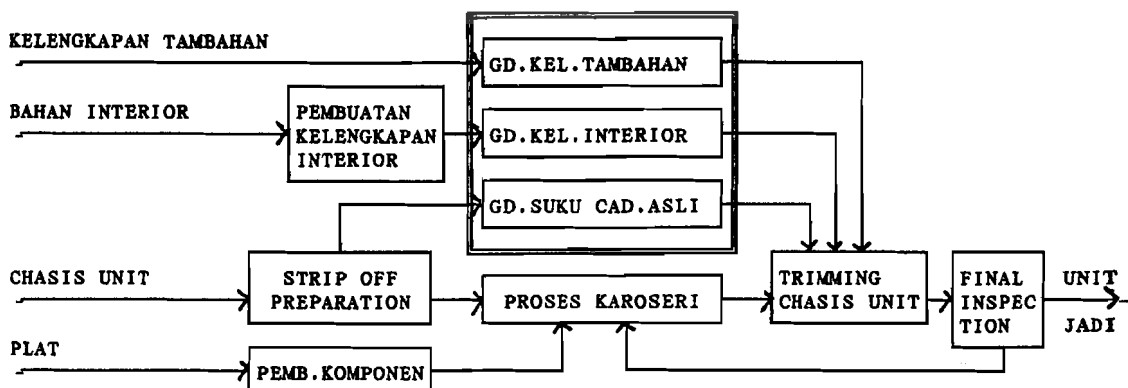 KELENGKAPAN TAMBAHAN
GD.KEL.TAMBAHAN
BAHAN INTERIOR
PEMBUATAN
KELENGKAPAN
INTERIOR
GD.KEL.INTERIOR
GD.SUKU CAD.ASLI
CHASIS UNIT
STRIP OFF
PREPARATION
PROSES KAROSERI
TRIMMING
CHASIS UNIT
FINAL
INSPEC
TION
UNIT
JADI
PLAT
PEMB.KOMPONEN